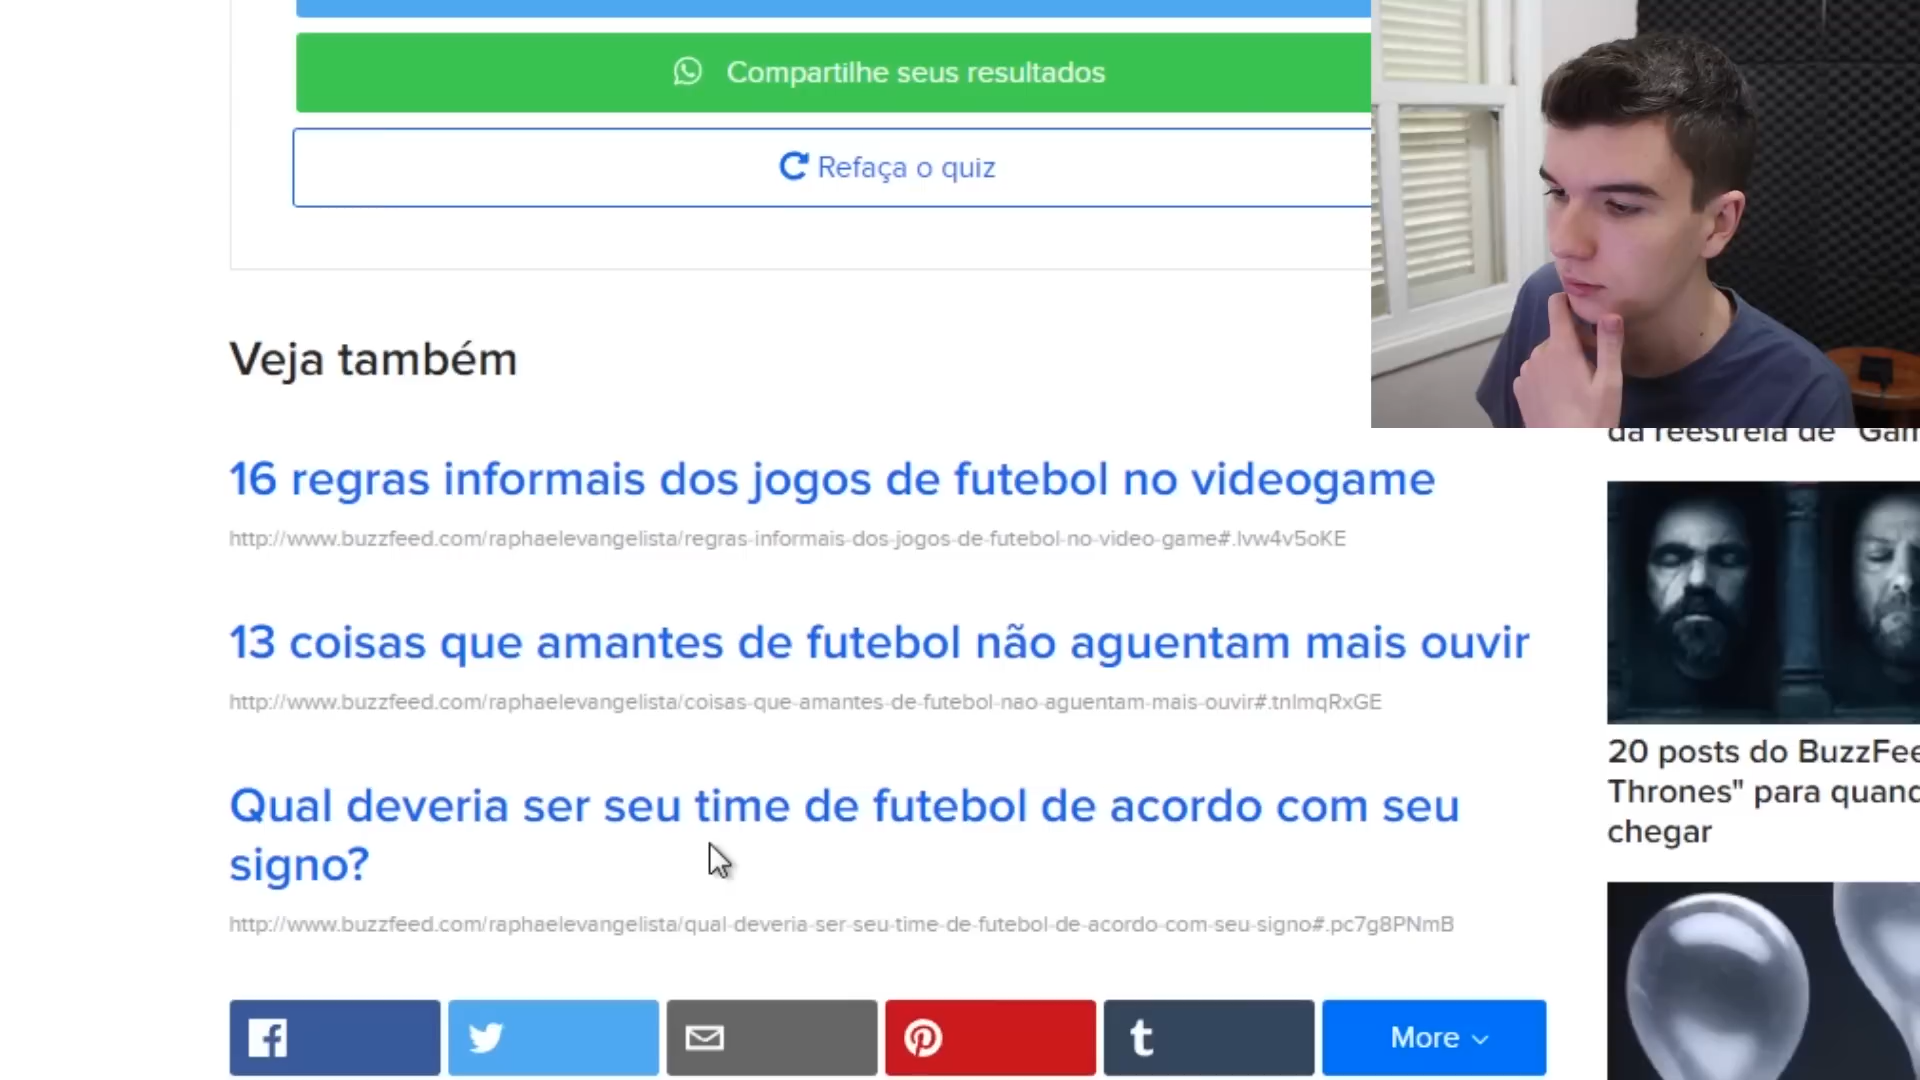 Compartilhe seus resultados
Refaça o quiz
Veja também
16 regras informais dos jogos de futebol no videogame
http://www.buzzfeed.com/raphaelevangelista/regras-informais-dos-jogos-de-futebol-no-video-game#.lvw4v5oKE
13 coisas que amantes de futebol não aguentam mais ouvir
http://www.buzzfeed.com/raphaelevangelista/coisas-que-amantes-de-futebol-nao-aguentam-mais-ouvir#.tnlmqRxGE
Qual deveria ser seu time de futebol de acordo com seu
signo?
http://www.buzzfeed.com/raphaelevangelista/qual-deveria-ser-seu-time-de-futebol-de-acordo-com-seu-signo#.pc7g8PNmB
More
da reestreia de "Gam
20 posts do BuzzFee
Thrones" para quand
chegar